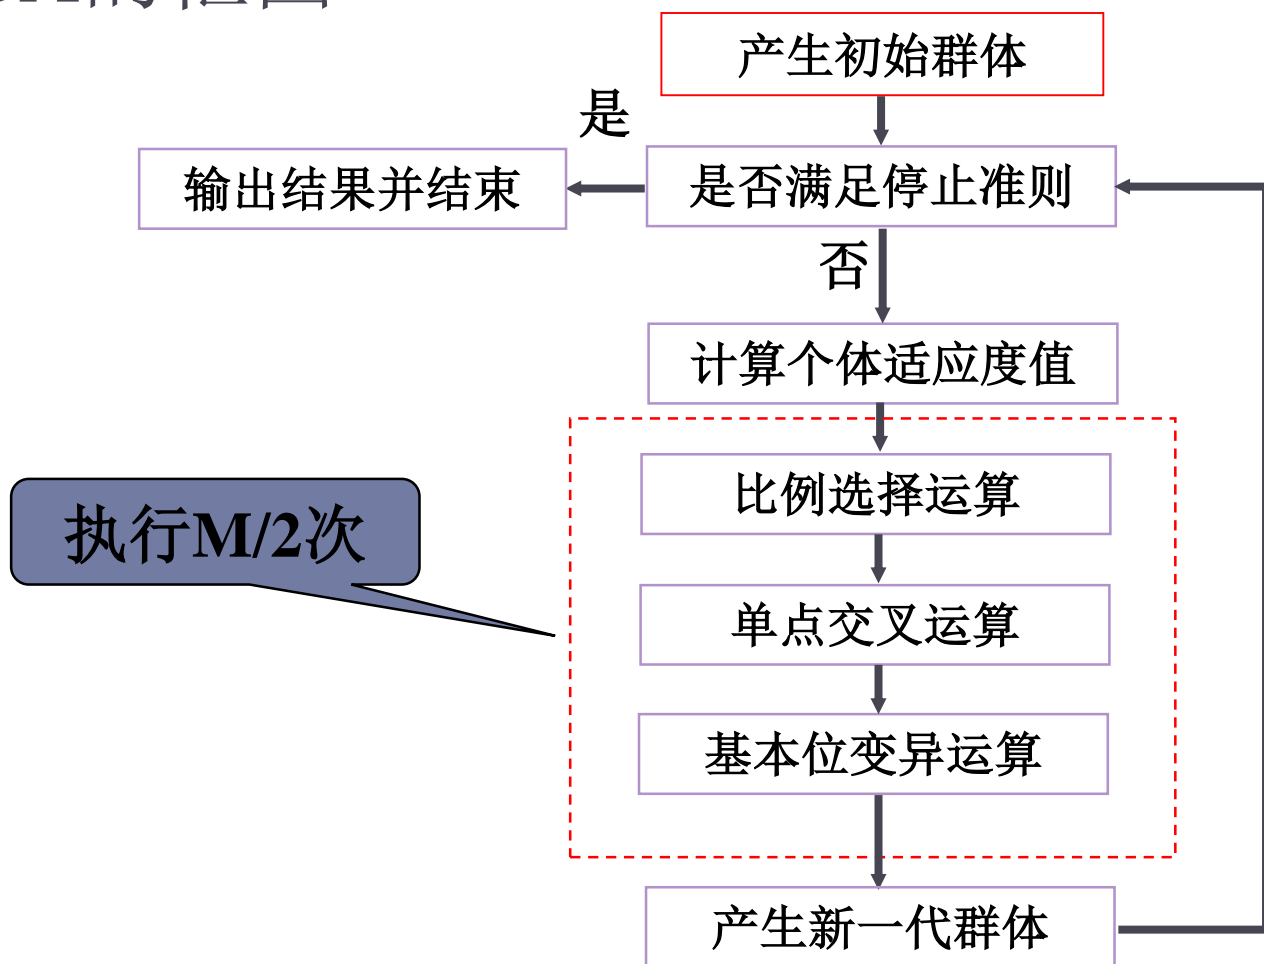 的框图
产生初始群体
是
输出结果并结束
是否满足停止准则
否
计算个体适应度值
比例选择运算
执行M/2次
单点交叉运算
基本位变异运算
产生新一代群体